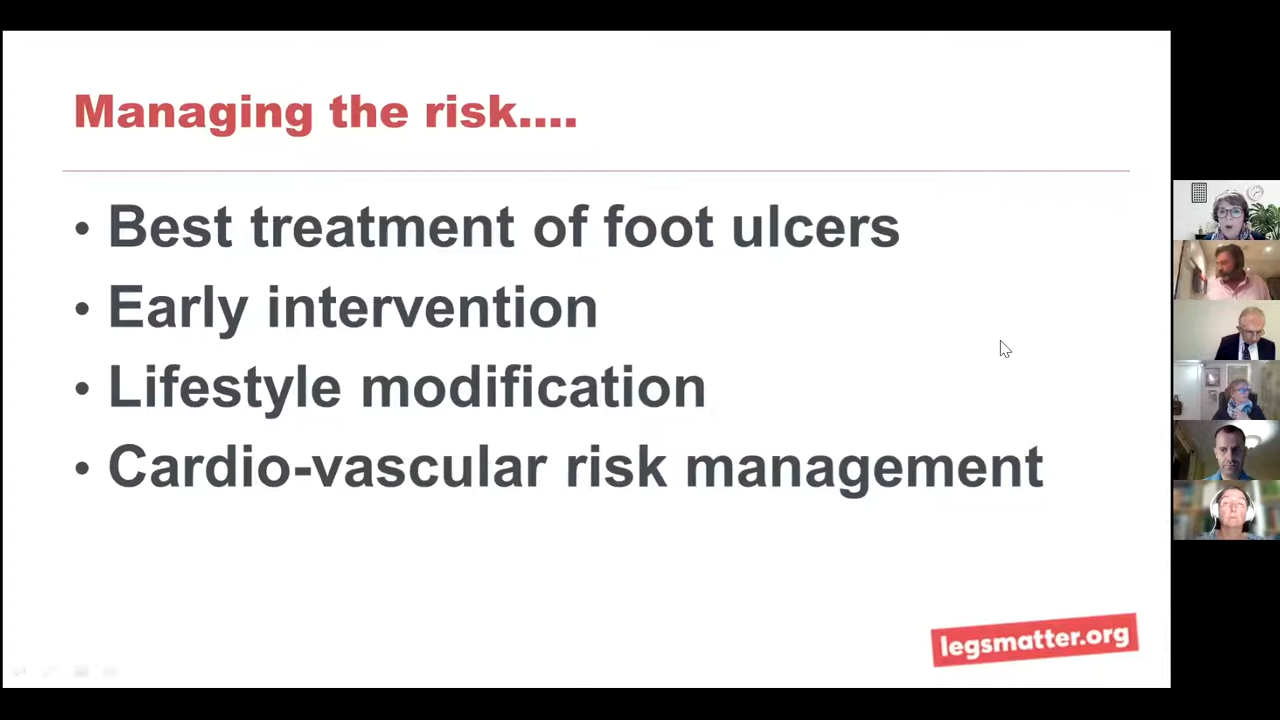 Managing the risk....
• Best treatment of foot ulcers
• Early intervention
• Lifestyle modification
• Cardio-vascular risk management
legsmatter.org